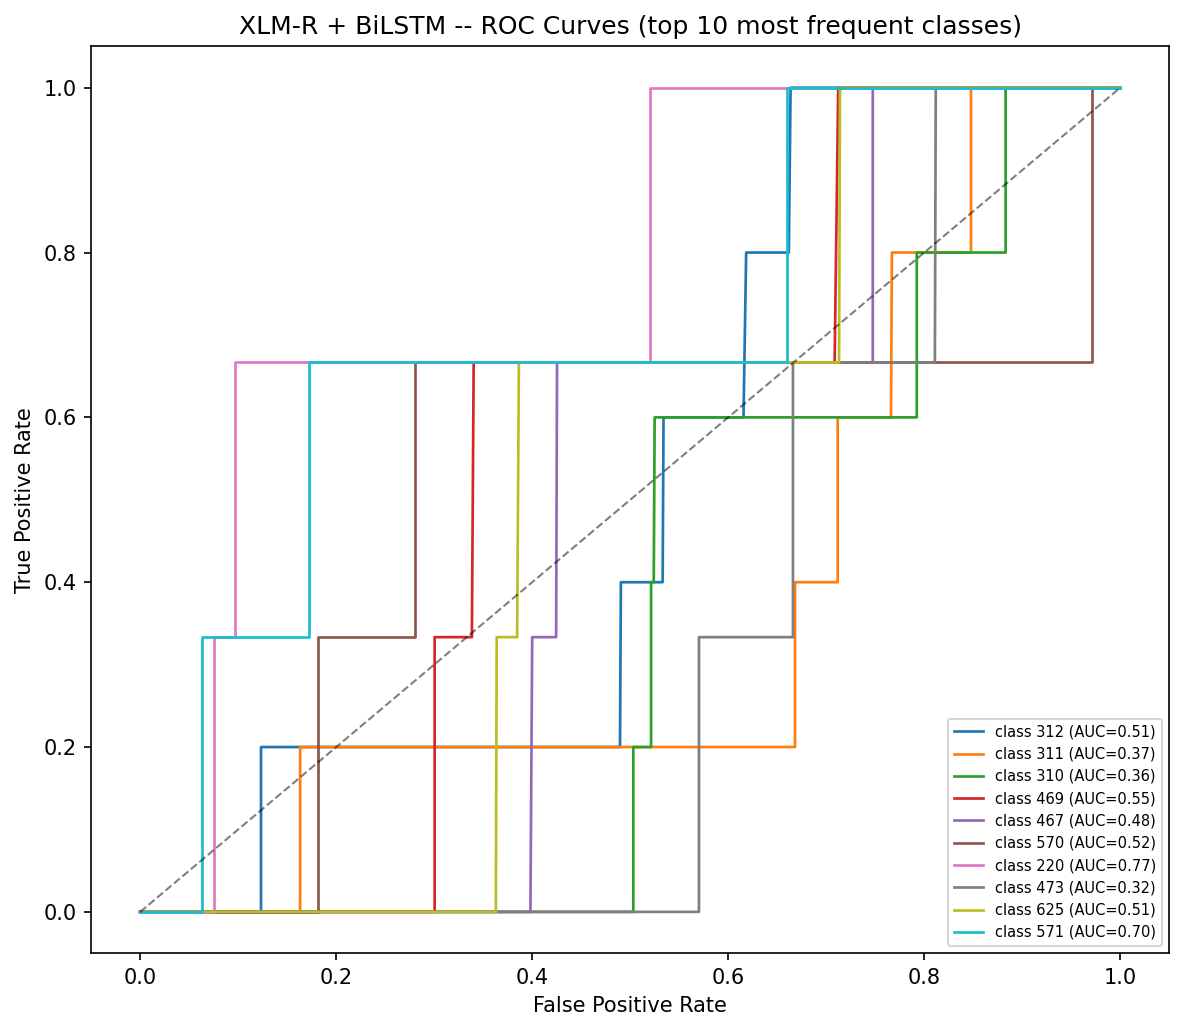 XLM-R + BiLSTM -- ROC Curves (top 10 most frequent classes)
True Positive Rate
1.0
0.8
0.6
0.4
0.2
0.0
class 312 (AUC=0.51)
class 311 (AUC=0.37)
class 310 (AUC=0.36)
class 469 (AUC=0.55)
class 467 (AUC=0.48)
class 570 (AUC=0.52)
class 220 (AUC=0.77)
class 473 (AUC=0.32)
class 625 (AUC=0.51)
class 571 (AUC=0.70)
0.0 0.2 0.4 0.6 0.8 1.0
False Positive Rate